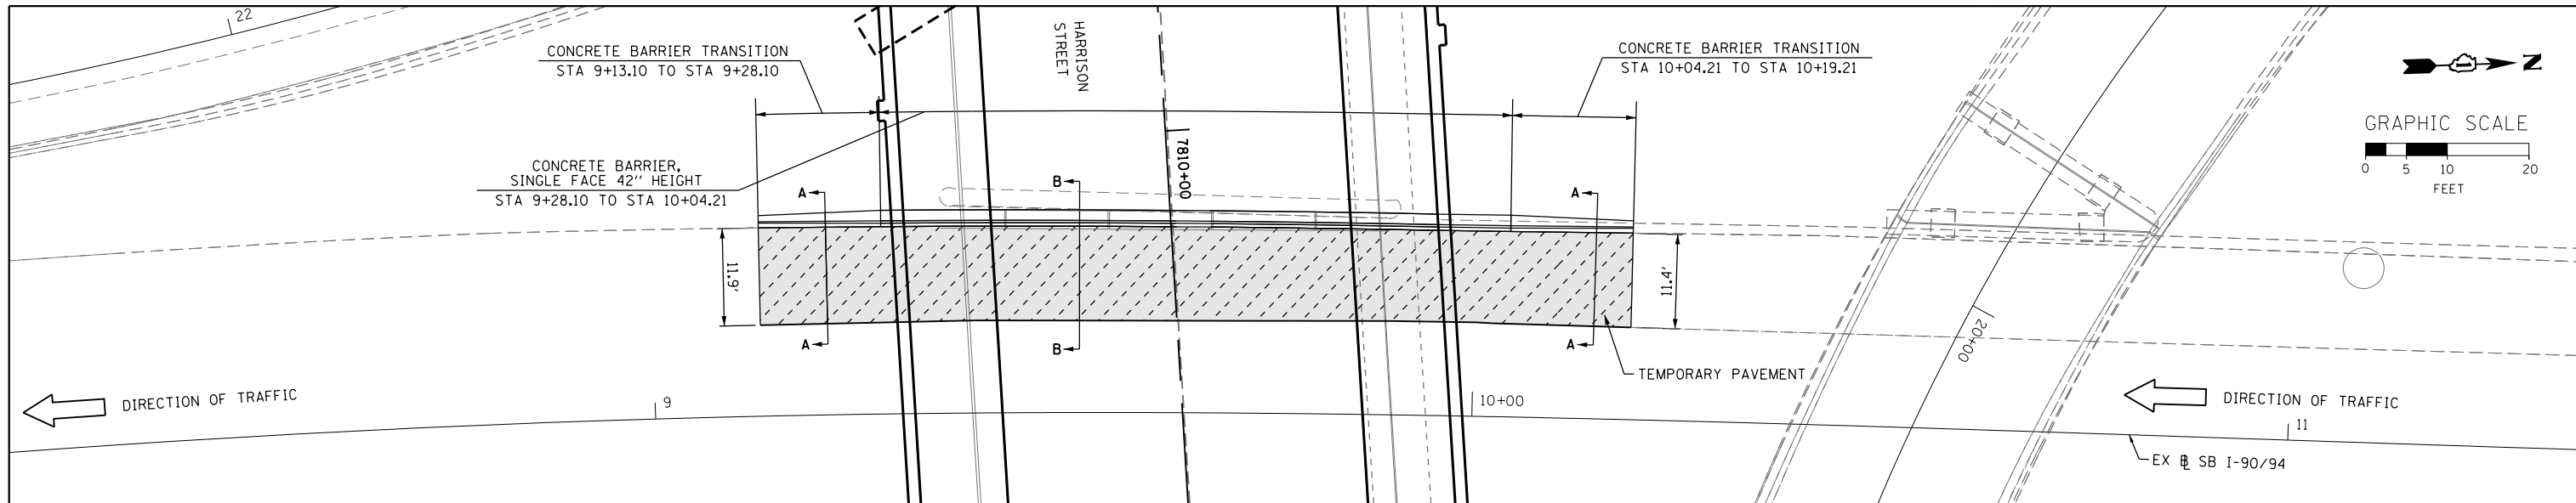 22
HARRISON
STREET
CONCRETE BARRIER TRANSITION
STA 9+13.10 TO STA 9+28.10
CONCRETE BARRIER TRANSITION
STA 10+04.21 TO STA 10+19.21
N
GRAPHIC SCALE
0 5 10 20
FEET
CONCRETE BARRIER,
SINGLE FACE 42" HEIGHT
STA 9+28.10 TO STA 10+04.21
7810+00
A
B
A
11.9'
11.4'
A
B
A
20+00
TEMPORARY PAVEMENT
DIRECTION OF TRAFFIC
9
10+00
DIRECTION OF TRAFFIC
11
EX BL SB I-90/94